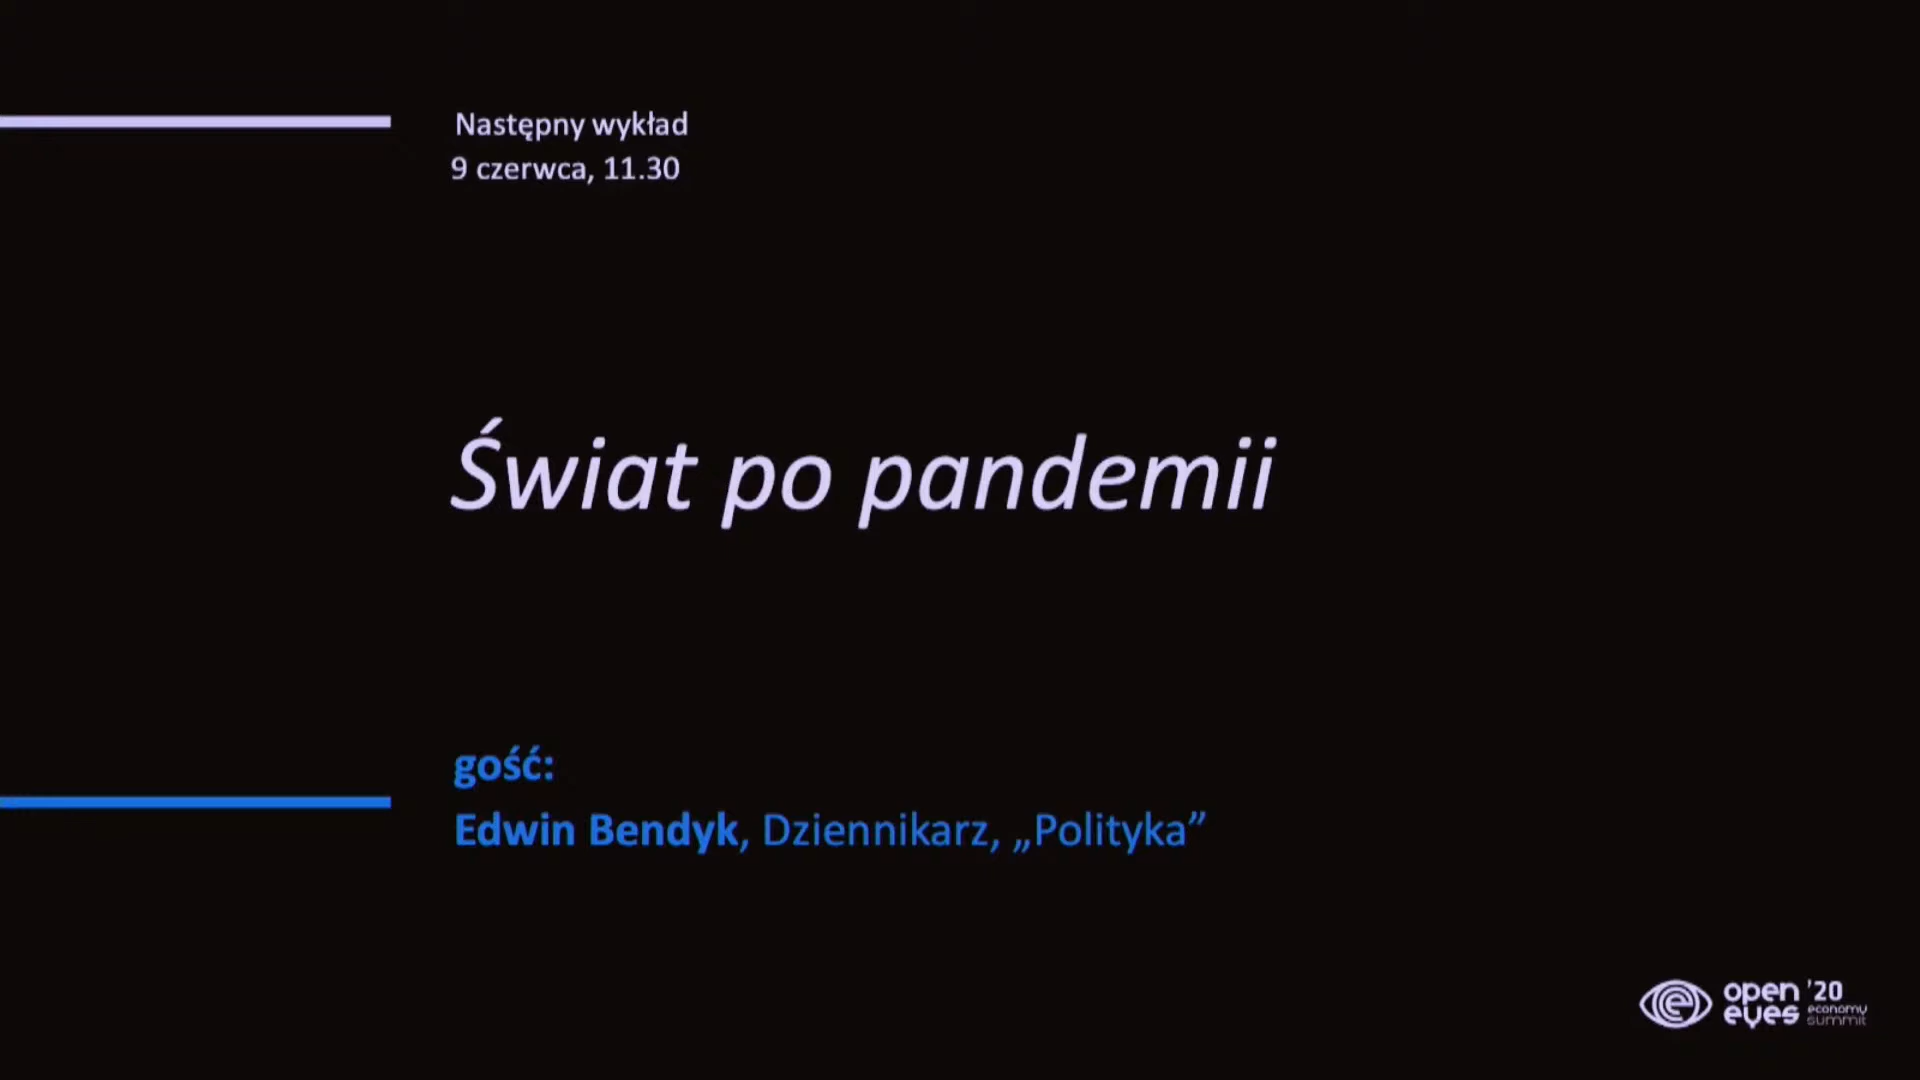 Następny wykład
9 czerwca, 11.30
Świat po pandemii
gość:
Edwin Bendyk, Dziennikarz, „Polityka”
open '20
eyes economy
summit